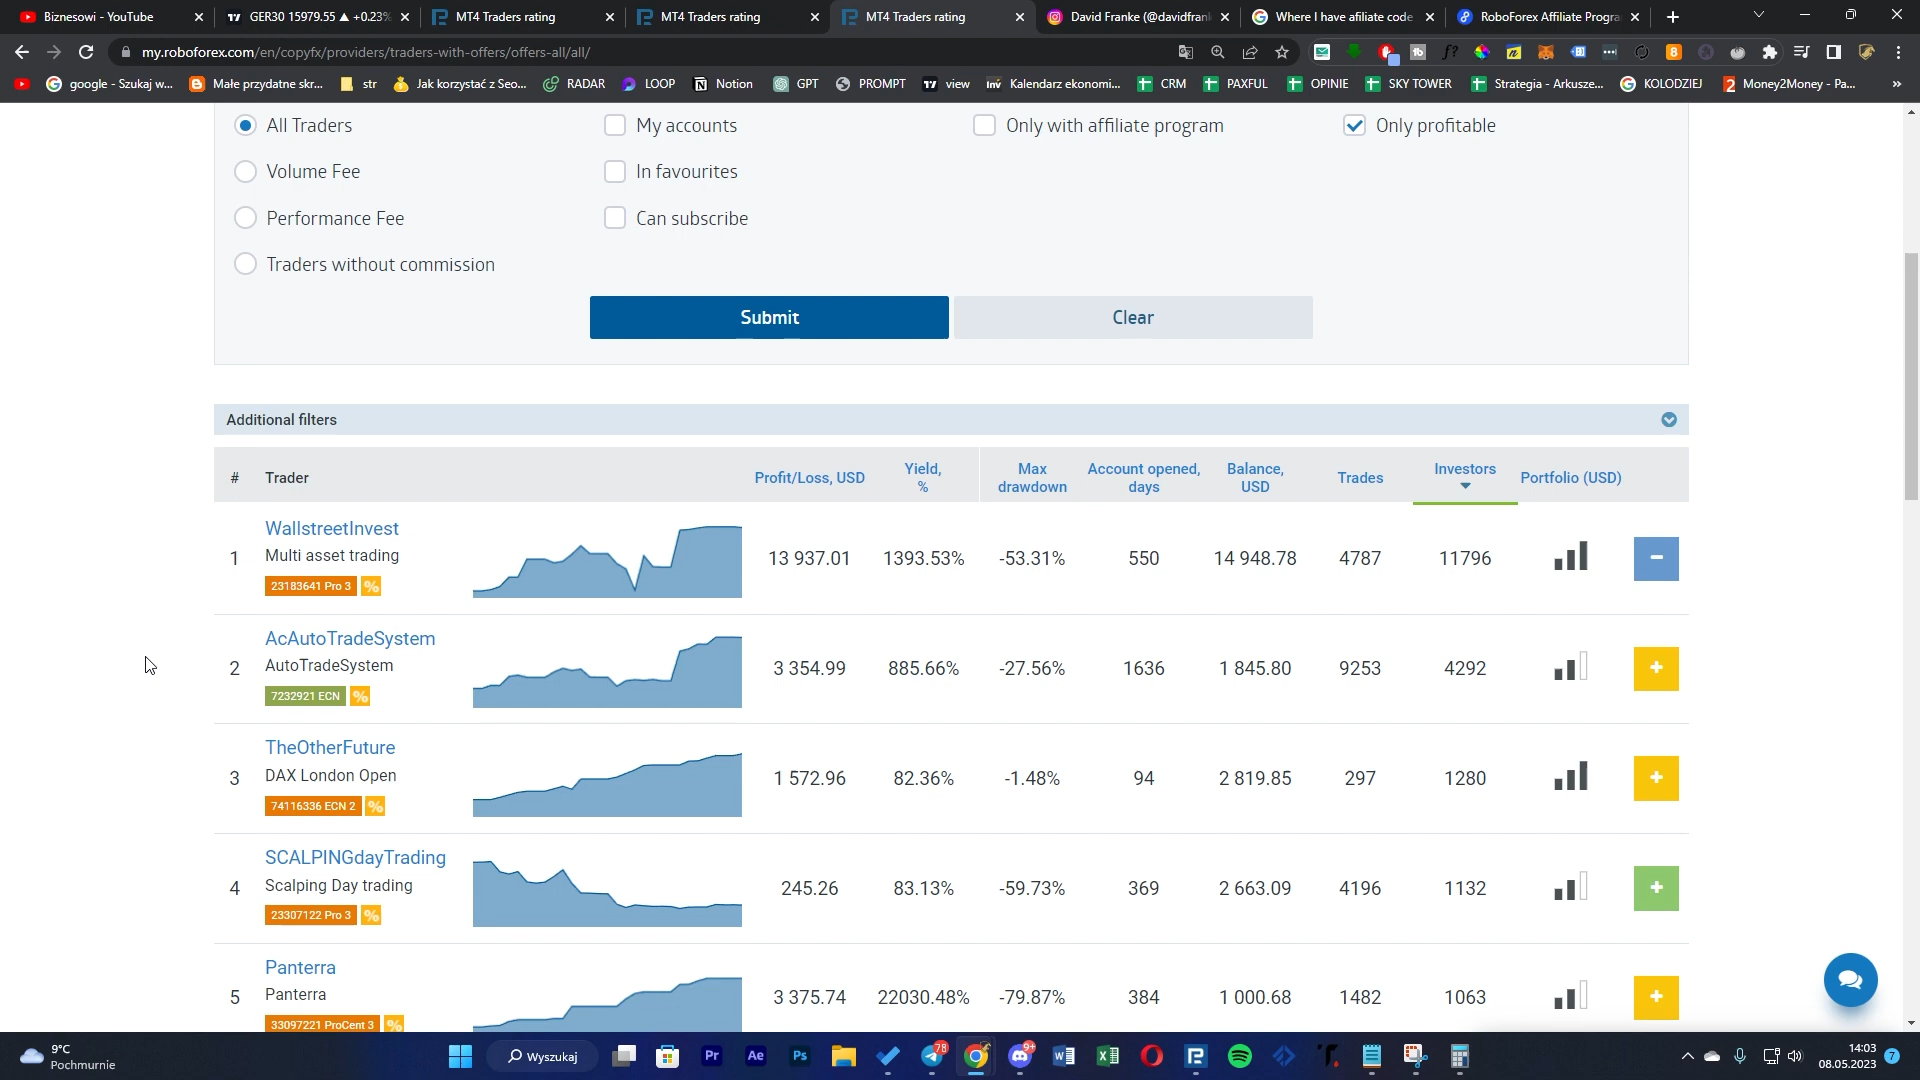 Biznesowi - YouTube
GER30 15979.55 ▲ +0.23%
MT4 Traders rating
MT4 Traders rating
MT4 Traders rating
David Franke (@davidfrank
Where I have afiliate code
RoboForex Affiliate Progra
my.roboforex.com/en/copyfx/providers/traders-with-offers/offers-all/all/
google - Szukaj w...
Małe przydatne skr...
str
Jak korzystać z Seo...
RADAR
LOOP
Notion
GPT
PROMPT
view
Kalendarz ekonomi...
CRM
PAXFUL
OPINIE
SKY TOWER
Strategia - Arkusze...
KOLODZIEJ
Money2Money - Pa...
All Traders My accounts Only with affiliate program Only profitable
Volume Fee In favourites
Performance Fee Can subscribe
Traders without commission
Submit Clear
Additional filters
# Trader Profit/Loss, USD Yield, % Max drawdown Account opened, days Balance, USD Trades Investors Portfolio (USD)
WallstreetInvest
1 Multi asset trading 13 937.01 1393.53% -53.31% 550 14 948.78 4787 11796 -
23183641 Pro 3 %
AcAutoTradeSystem
2 AutoTradeSystem 3 354.99 885.66% -27.56% 1636 1 845.80 9253 4292 +
7232921 ECN %
TheOtherFuture
3 DAX London Open 1 572.96 82.36% -1.48% 94 2 819.85 297 1280 +
74116336 ECN 2 %
SCALPINGdayTrading
4 Scalping Day trading 245.26 83.13% -59.73% 369 2 663.09 4196 1132 +
23307122 Pro 3 %
Panterra
5 Panterra 3 375.74 22030.48% -79.87% 384 1 000.68 1482 1063 +
33097221 ProCent 3 %
9°C
Pochmurnie
Wyszukaj
Pr
Ae
Ps
78
9+
14:03
08.05.2023
7